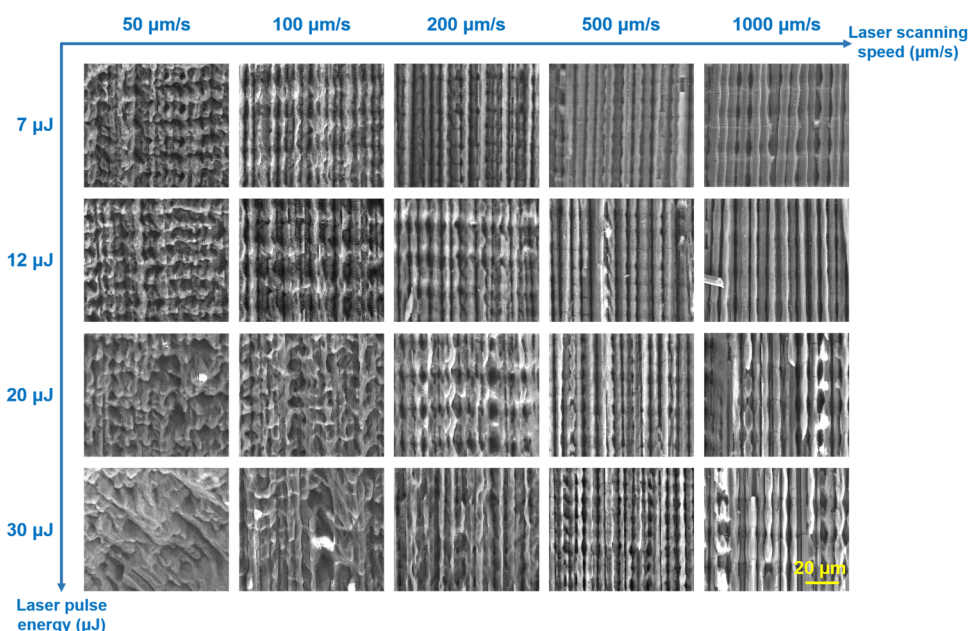 50 µm/s
100 µm/s
200 µm/s
500 µm/s
1000 µm/s
Laser scanning
speed (µm/s)
7 µJ
12 µJ
20 µJ
30 µJ
20 µm
Laser pulse
energy (µJ)